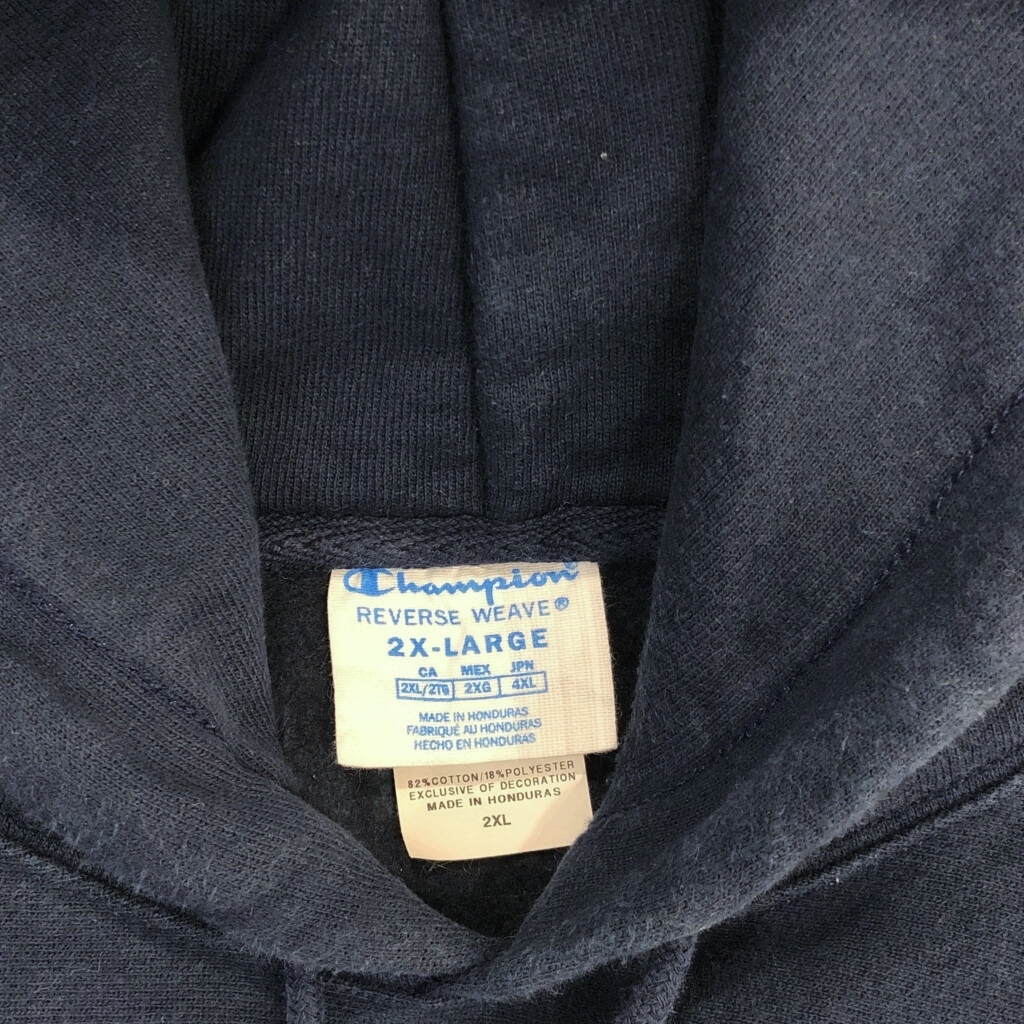 Champion
REVERSE WEAVE®
2X-LARGE
CA MEX JPN
2XL/2TG 2XG 4XL
MADE IN HONDURAS
FABRIQUÉ AU HONDURAS
HECHO EN HONDURAS
82%COTTON/18%POLYESTER
EXCLUSIVE OF DECORATION
MADE IN HONDURAS
2XL